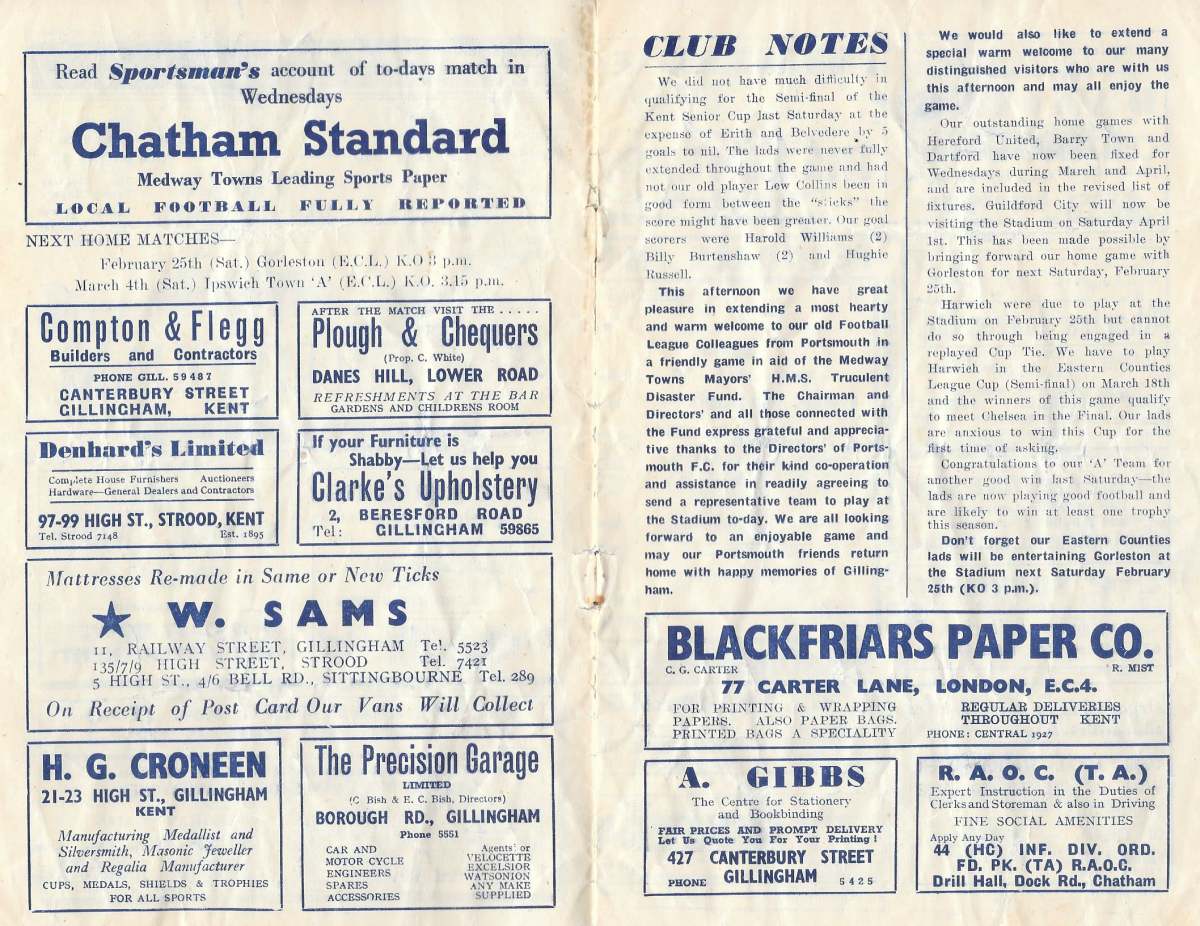 Read Sportsman's account of to-days match in
Wednesdays
Chatham Standard
Medway Towns Leading Sports Paper
LOCAL FOOTBALL FULLY REPORTED
NEXT HOME MATCHES—
February 25th (Sat.) Gorleston (E.C.L.) K.O 3 p.m.
March 4th (Sat.) Ipswich Town 'A' (E.C.L.) K.O. 3.15 p.m.
Compton & Flegg
Builders and Contractors
PHONE GILL. 59487
CANTERBURY STREET
GILLINGHAM, KENT
AFTER THE MATCH VISIT THE .....
Plough & Chequers
(Prop. C. White)
DANES HILL, LOWER ROAD
REFRESHMENTS AT THE BAR
GARDENS AND CHILDRENS ROOM
Denhard's Limited
Complete House Furnishers Auctioneers
Hardware—General Dealers and Contractors
97-99 HIGH ST., STROOD, KENT
Tel. Strood 7148 Est. 1895
If your Furniture is
Shabby—Let us help you
Clarke's Upholstery
2, BERESFORD ROAD
Tel: GILLINGHAM 59865
Mattresses Re-made in Same or New Ticks
W. SAMS
11, RAILWAY STREET, GILLINGHAM Tel. 5523
135/7/9 HIGH STREET, STROOD Tel. 7421
5 HIGH ST., 4/6 BELL RD., SITTINGBOURNE Tel. 289
On Receipt of Post Card Our Vans Will Collect
H. G. CRONEEN
21-23 HIGH ST., GILLINGHAM
KENT
Manufacturing Medallist and
Silversmith, Masonic Jeweller
and Regalia Manufacturer
CUPS, MEDALS, SHIELDS & TROPHIES
FOR ALL SPORTS
The Precision Garage
LIMITED
(C Bish & E. C. Bish, Directors)
BOROUGH RD., GILLINGHAM
Phone 5551
CAR AND Agents or
MOTOR CYCLE VELOCETTE
ENGINEERS EXCELSIOR
SPARES WATSONION
ACCESSORIES ANY MAKE
SUPPLIED
CLUB NOTES
We did not have much difficulty in
qualifying for the Semi-final of the
Kent Senior Cup last Saturday at the
expense of Erith and Belvedere by 5
goals to nil. The lads were never fully
extended throughout the game and had
not our old player Lew Collins been in
good form between the "sticks" the
score might have been greater. Our goal
scorers were Harold Williams (2)
Billy Burtenshaw (2) and Hughie
Russell.
This afternoon we have great
pleasure in extending a most hearty
and warm welcome to our old Football
League Colleagues from Portsmouth in
a friendly game in aid of the Medway
Towns Mayors' H.M.S. Truculent
Disaster Fund. The Chairman and
Directors' and all those connected with
the Fund express grateful and apprecia-
tive thanks to the Directors' of Ports-
mouth F.C. for their kind co-operation
and assistance in readily agreeing to
send a representative team to play at
the Stadium to-day. We are all looking
forward to an enjoyable game and
may our Portsmouth friends return
home with happy memories of Gilling-
ham.
We would also like to extend a
special warm welcome to our many
distinguished visitors who are with us
this afternoon and may all enjoy the
game.
Our outstanding home games with
Hereford United, Barry Town and
Dartford have now been fixed for
Wednesdays during March and April,
and are included in the revised list of
fixtures. Guildford City will now be
visiting the Stadium on Saturday April
1st. This has been made possible by
bringing forward our home game with
Gorleston for next Saturday, February
25th.
Harwich were due to play at the
Stadium on February 25th but cannot
do so through being engaged in a
replayed Cup Tie. We have to play
Harwich in the Eastern Counties
League Cup (Semi-final) on March 18th
and the winners of this game qualify
to meet Chelsea in the Final. Our lads
are anxious to win this Cup for the
first time of asking.
Congratulations to our 'A' Team for
another good win last Saturday—the
lads are now playing good football and
are likely to win at least one trophy
this season.
Don't forget our Eastern Counties
lads will be entertaining Gorleston at
the Stadium next Saturday February
25th (KO 3 p.m.).
BLACKFRIARS PAPER CO.
C. G. CARTER R. MIST
77 CARTER LANE, LONDON, E.C.4.
FOR PRINTING & WRAPPING REGULAR DELIVERIES
PAPERS. ALSO PAPER BAGS. THROUGHOUT KENT
PRINTED BAGS A SPECIALITY PHONE: CENTRAL 1927
A. GIBBS
The Centre for Stationery
and Bookbinding
FAIR PRICES AND PROMPT DELIVERY
Let Us Quote You For Your Printing!
427 CANTERBURY STREET
GILLINGHAM
PHONE 5425
R. A. O. C. (T. A.)
Expert Instruction in the Duties of
Clerks and Storeman & also in Driving
FINE SOCIAL AMENITIES
Apply Any Day
44 (HC) INF. DIV. ORD.
FD. PK. (TA) R.A.O.C.
Drill Hall, Dock Rd., Chatham